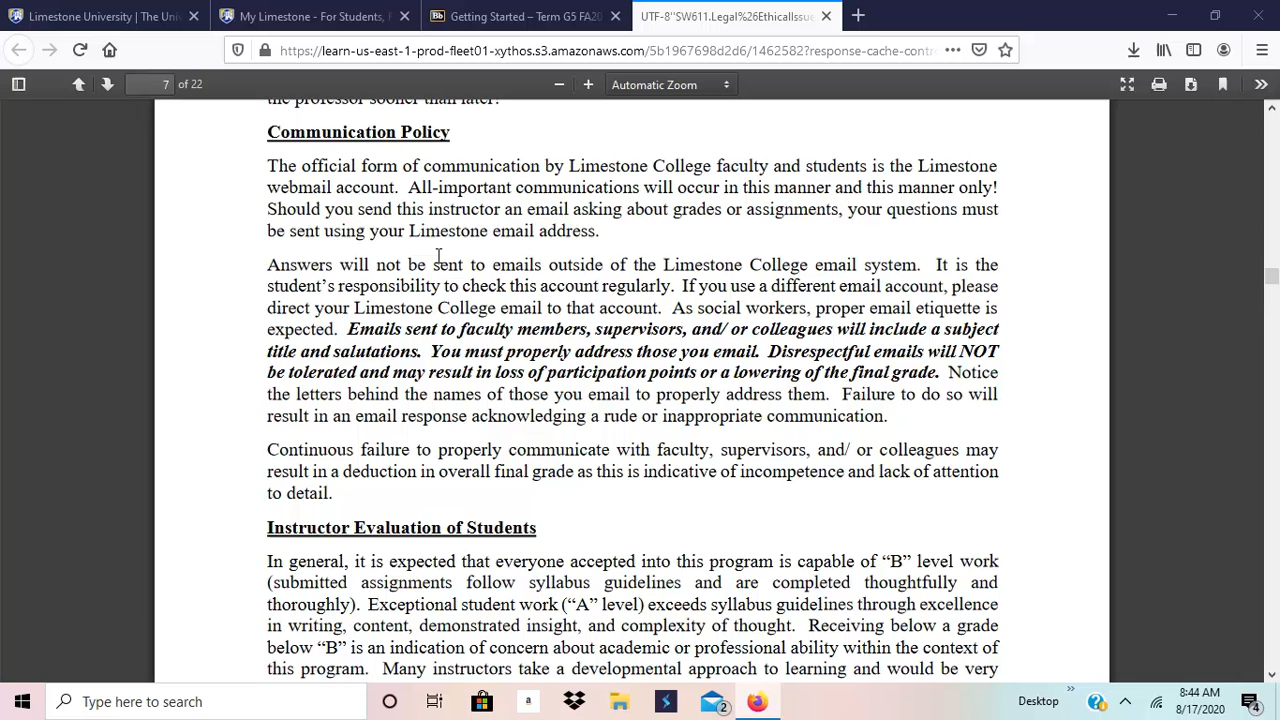 Limestone University | The Uni
My Limestone - For Students, F
Bb Getting Started – Term G5 FA20
UTF-8''SW611.Legal%26EthicalIssue
https://learn-us-east-1-prod-fleet01-xythos.s3.amazonaws.com/5b1967698d2d6/1462582?response-cache-contr
7 of 22
Automatic Zoom
the professor sooner than later!
Communication Policy
The official form of communication by Limestone College faculty and students is the Limestone
webmail account. All-important communications will occur in this manner and this manner only!
Should you send this instructor an email asking about grades or assignments, your questions must
be sent using your Limestone email address.
Answers will not be sent to emails outside of the Limestone College email system. It is the
student’s responsibility to check this account regularly. If you use a different email account, please
direct your Limestone College email to that account. As social workers, proper email etiquette is
expected. Emails sent to faculty members, supervisors, and/ or colleagues will include a subject
title and salutations. You must properly address those you email. Disrespectful emails will NOT
be tolerated and may result in loss of participation points or a lowering of the final grade. Notice
the letters behind the names of those you email to properly address them. Failure to do so will
result in an email response acknowledging a rude or inappropriate communication.
Continuous failure to properly communicate with faculty, supervisors, and/ or colleagues may
result in a deduction in overall final grade as this is indicative of incompetence and lack of attention
to detail.
Instructor Evaluation of Students
In general, it is expected that everyone accepted into this program is capable of “B” level work
(submitted assignments follow syllabus guidelines and are completed thoughtfully and
thoroughly). Exceptional student work (“A” level) exceeds syllabus guidelines through excellence
in writing, content, demonstrated insight, and complexity of thought. Receiving below a grade
below “B” is an indication of concern about academic or professional ability within the context of
this program. Many instructors take a developmental approach to learning and would be very
Type here to search
a
2
Desktop
8:44 AM
8/17/2020
4